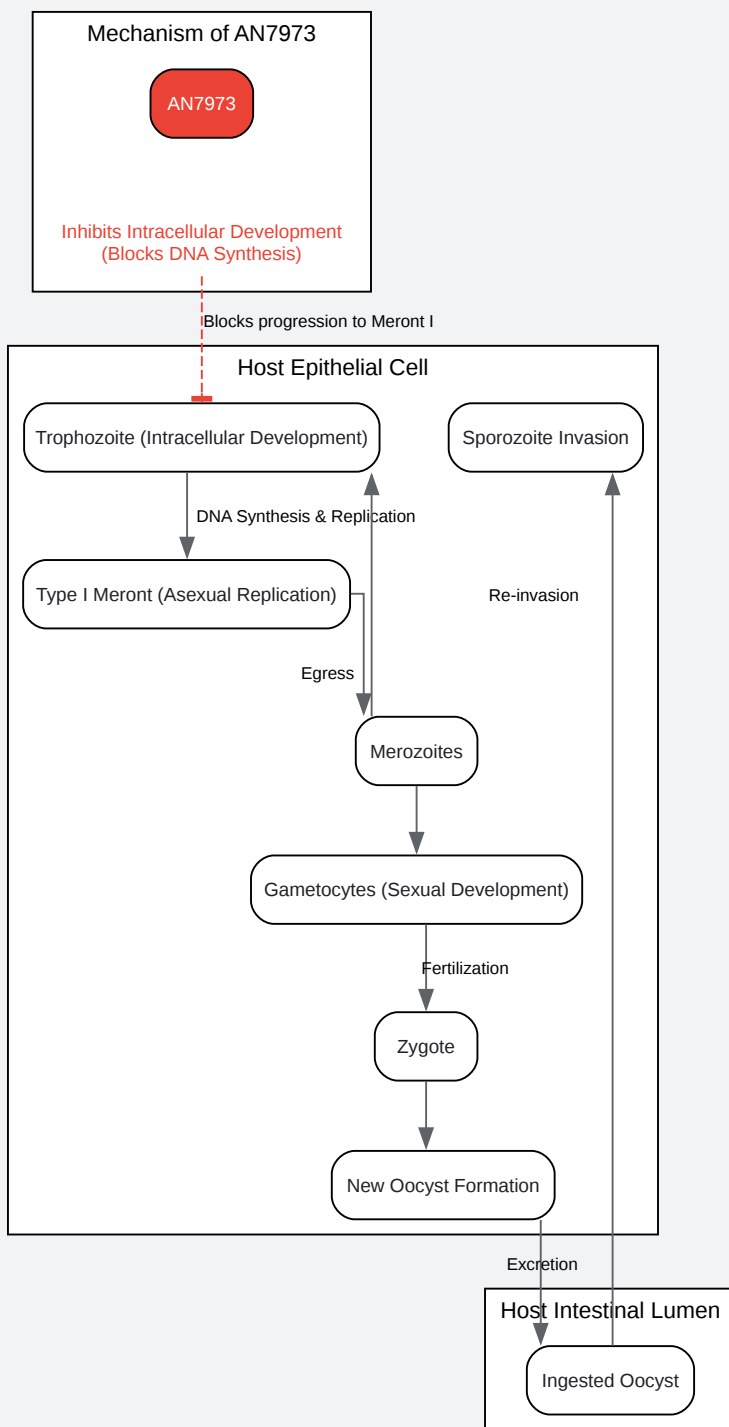 Mechanism of AN7973
AN7973
Inhibits Intracellular Development
(Blocks DNA Synthesis)
Blocks progression to Meront I
Host Epithelial Cell
Trophozoite (Intracellular Development)
Sporozoite Invasion
DNA Synthesis & Replication
Type I Meront (Asexual Replication)
Re-invasion
Egress
Merozoites
Gametocytes (Sexual Development)
Fertilization
Zygote
New Oocyst Formation
Excretion
Host Intestinal Lumen
Ingested Oocyst